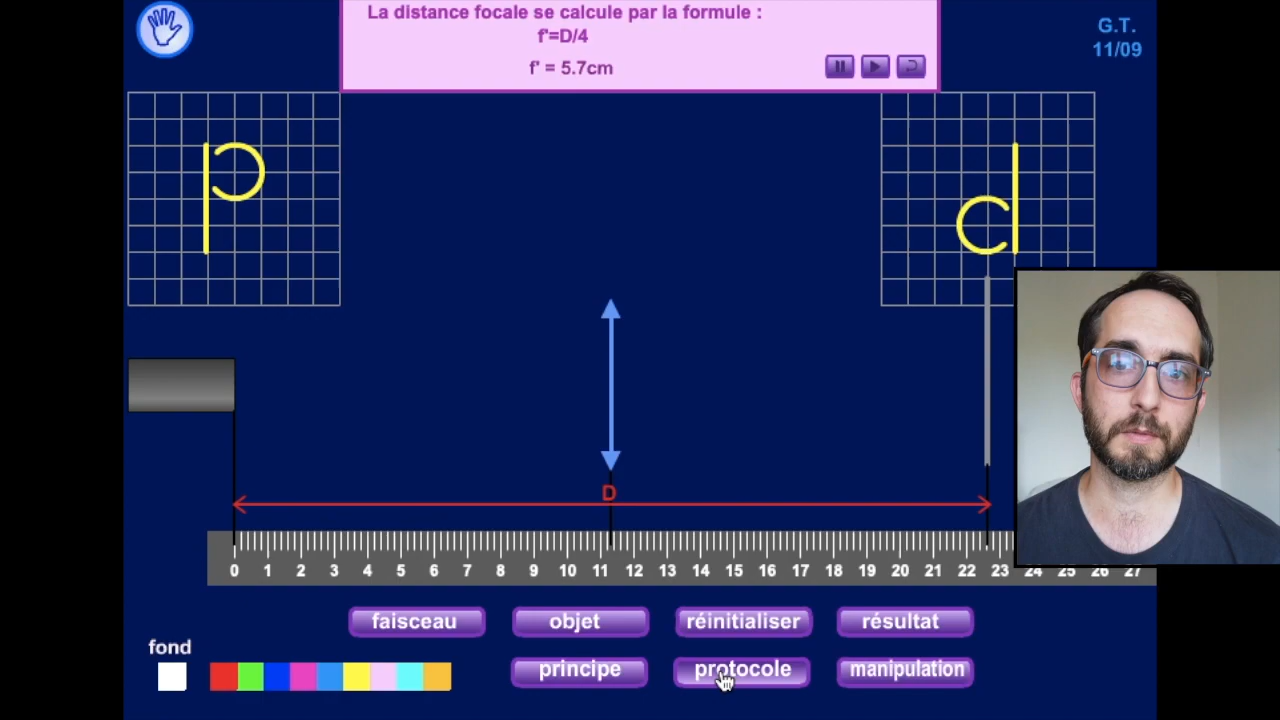 La distance focale se calcule par la formule :
f'=D/4
f' = 5.7cm
G.T.
11/09
p
d
D
0 1 2 3 4 5 6 7 8 9 10 11 12 13 14 15 16 17 18 19 20 21 22 23 24 25 26 27
faisceau objet réinitialiser résultat
fond
principe protocole manipulation